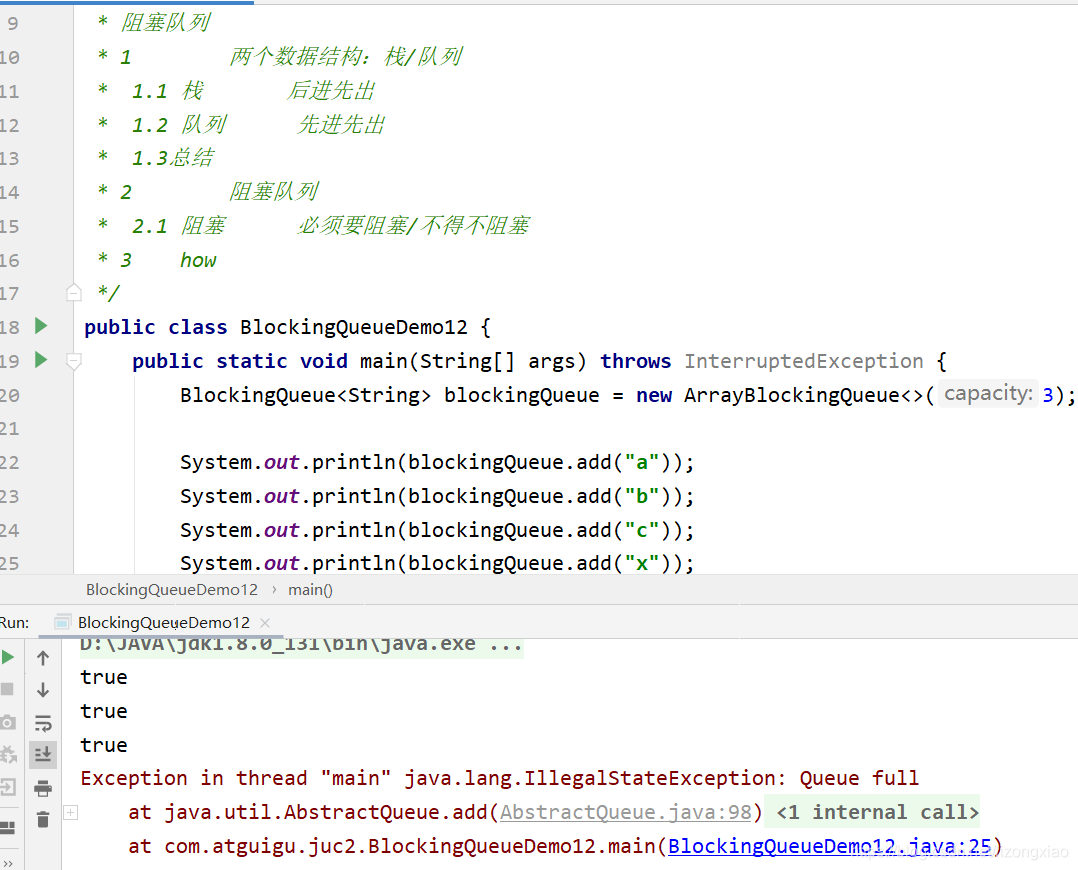 9 * 阻塞队列
10 * 1 两个数据结构：栈/队列
11 * 1.1 栈 后进先出
12 * 1.2 队列 先进先出
13 * 1.3总结
14 * 2 阻塞队列
15 * 2.1 阻塞 必须要阻塞/不得不阻塞
16 * 3 how
17 */
18 public class BlockingQueueDemo12 {
19 public static void main(String[] args) throws InterruptedException {
20 BlockingQueue<String> blockingQueue = new ArrayBlockingQueue<>( capacity: 3);
21
22 System.out.println(blockingQueue.add("a"));
23 System.out.println(blockingQueue.add("b"));
24 System.out.println(blockingQueue.add("c"));
25 System.out.println(blockingQueue.add("x"));
BlockingQueueDemo12 › main()
Run: BlockingQueueDemo12 ×
D:\JAVA\jdk1.8.0_131\bin\java.exe ...
true
true
true
Exception in thread "main" java.lang.IllegalStateException: Queue full
at java.util.AbstractQueue.add(AbstractQueue.java:98) <1 internal call>
at com.atguigu.juc2.BlockingQueueDemo12.main(BlockingQueueDemo12.java:25)